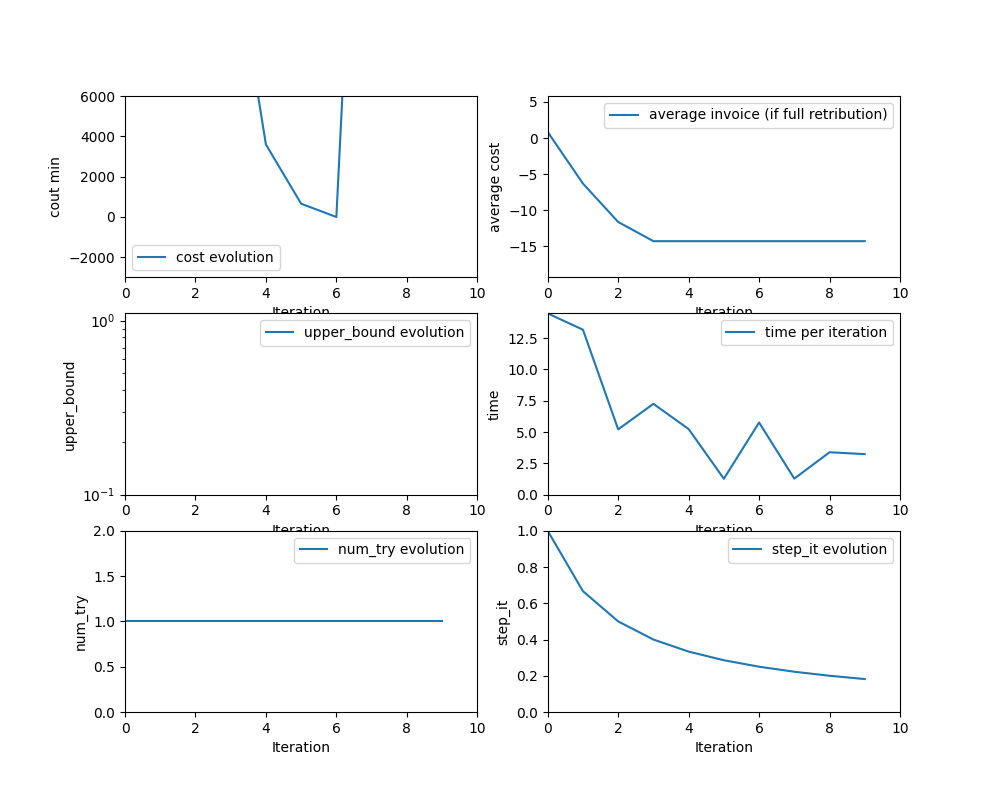 6000
4000
2000
0
−2000
cout min
cost evolution
0 2 4 6 8 10
Iteration
5
0
−5
−10
−15
average cost
average invoice (if full retribution)
0 2 4 6 8 10
Iteration
10^0
10^−1
upper_bound
upper_bound evolution
0 2 4 6 8 10
Iteration
12.5
10.0
7.5
5.0
2.5
0.0
time
time per iteration
0 2 4 6 8 10
Iteration
2.0
1.5
1.0
0.5
0.0
num_try
num_try evolution
0 2 4 6 8 10
Iteration
1.0
0.8
0.6
0.4
0.2
0.0
step_it
step_it evolution
0 2 4 6 8 10
Iteration